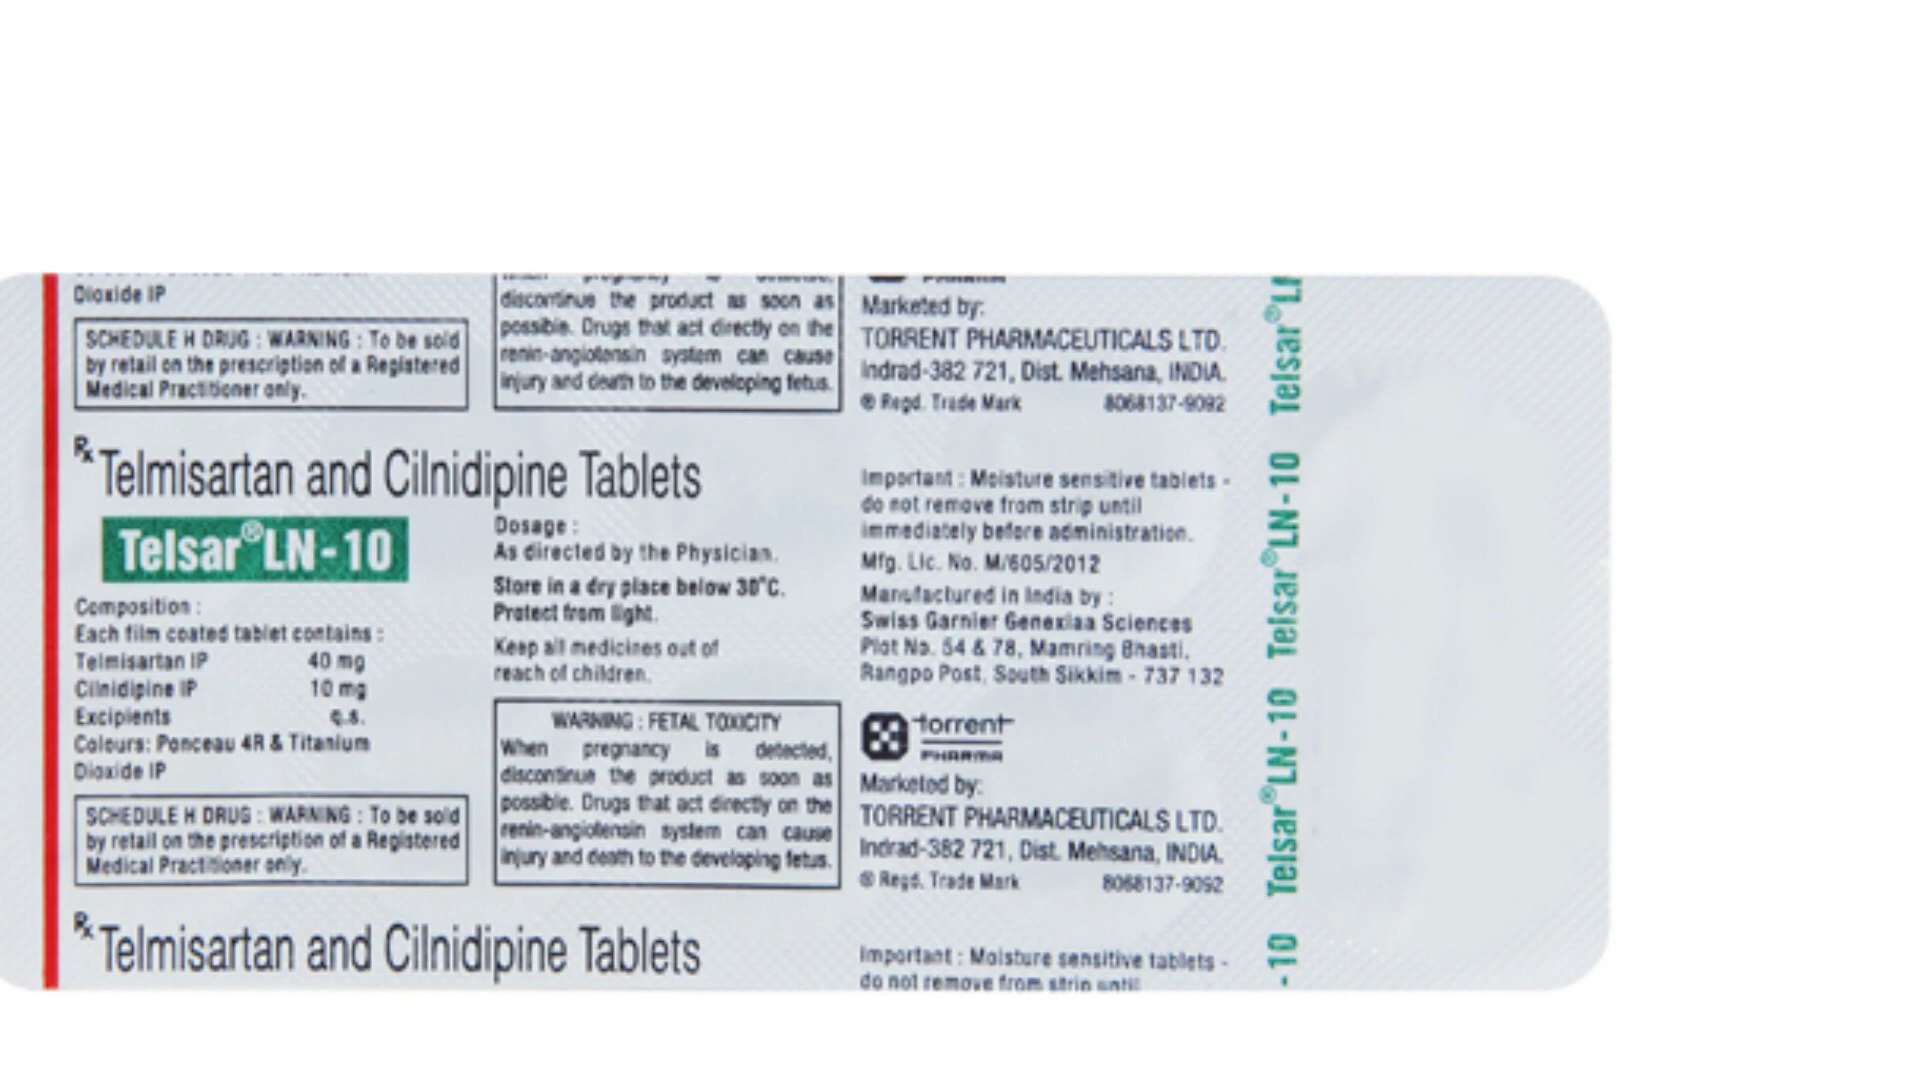 Dioxide IP
SCHEDULE H DRUG : WARNING : To be sold
by retail on the prescription of a Registered
Medical Practitioner only.
discontinue the product as soon as
possible. Drugs that act directly on the
renin-angiotensin system can cause
injury and death to the developing fetus.
PHARMA
Marketed by:
TORRENT PHARMACEUTICALS LTD.
Indrad-382 721, Dist. Mehsana, INDIA.
® Regd. Trade Mark 8068137-9092
Rx Telmisartan and Cilnidipine Tablets
Telsar® LN-10
Composition :
Each film coated tablet contains :
Telmisartan IP 40 mg
Cilnidipine IP 10 mg
Excipients q.s.
Colours: Ponceau 4R & Titanium
Dioxide IP
SCHEDULE H DRUG : WARNING : To be sold
by retail on the prescription of a Registered
Medical Practitioner only.
Dosage :
As directed by the Physician.
Store in a dry place below 30°C.
Protect from light.
Keep all medicines out of
reach of children.
WARNING : FETAL TOXICITY
When pregnancy is detected,
discontinue the product as soon as
possible. Drugs that act directly on the
renin-angiotensin system can cause
injury and death to the developing fetus.
Important : Moisture sensitive tablets -
do not remove from strip until
immediately before administration.
Mfg. Lic. No. M/605/2012
Manufactured in India by :
Swiss Garnier Genexiaa Sciences
Plot No. 54 & 78, Mamring Bhasti,
Rangpo Post, South Sikkim - 737 132
torrent
PHARMA
Marketed by:
TORRENT PHARMACEUTICALS LTD.
Indrad-382 721, Dist. Mehsana, INDIA.
® Regd. Trade Mark 8068137-9092
Rx Telmisartan and Cilnidipine Tablets
Important : Moisture sensitive tablets -
do not remove from strip until
-10 Telsar®LN-10 Telsar®LN-10 Telsar®LN